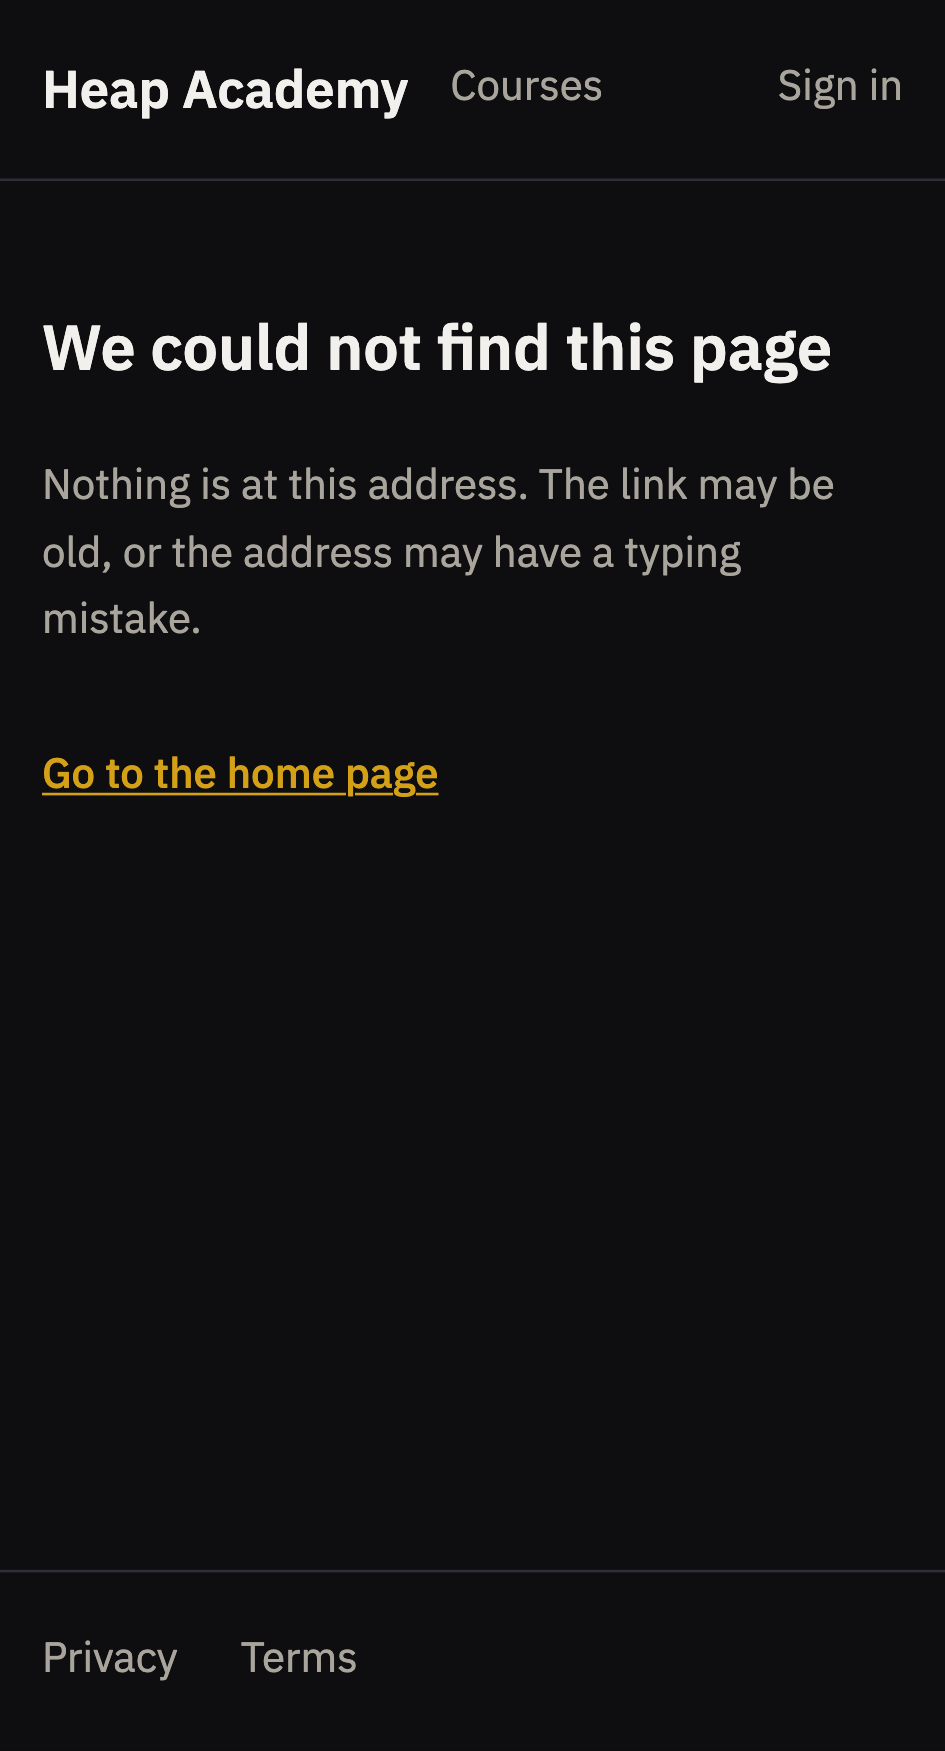 Heap Academy Courses Sign in
We could not find this page
Nothing is at this address. The link may be
old, or the address may have a typing
mistake.
Go to the home page
Privacy Terms